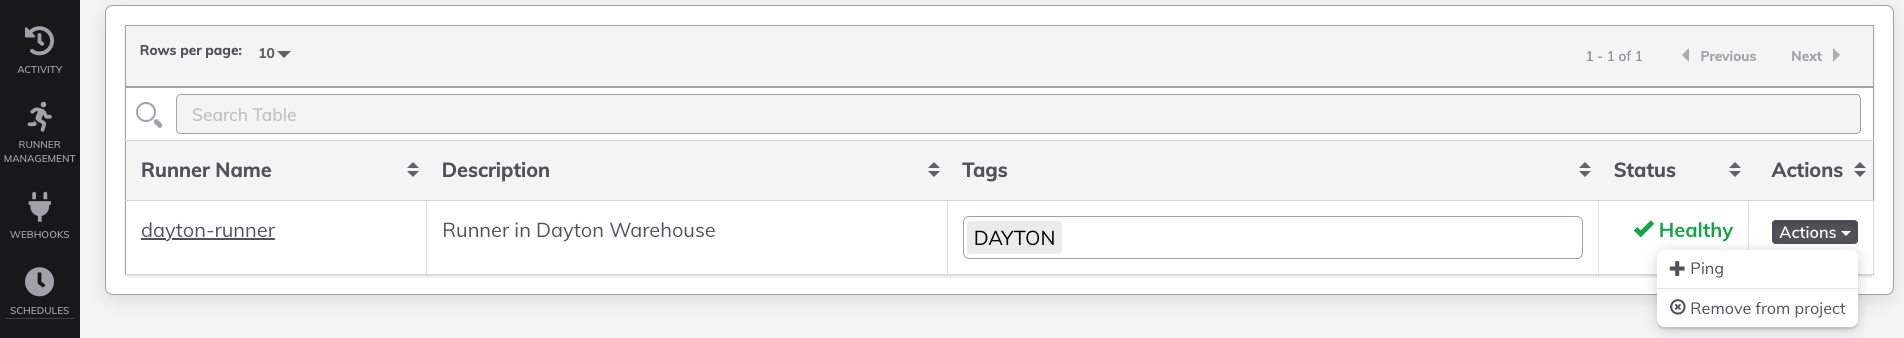 ACTIVITY
RUNNER
MANAGEMENT
WEBHOOKS
SCHEDULES
Rows per page: 10
1 - 1 of 1 Previous Next
Search Table
Runner Name Description Tags Status Actions
dayton-runner Runner in Dayton Warehouse DAYTON Healthy Actions
Ping
Remove from project